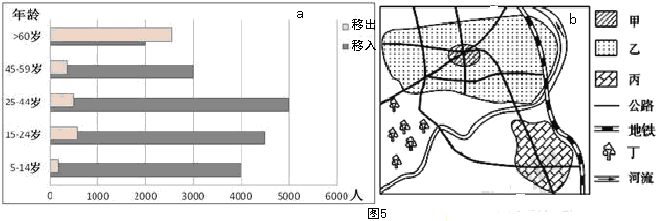 年龄
a
移出
移入
>60岁
45-59岁
25-44岁
15-24岁
5-14岁
0 1000 2000 3000 4000 5000 6000 人
b
甲
乙
丙
公路
地铁
丁
河流
图5